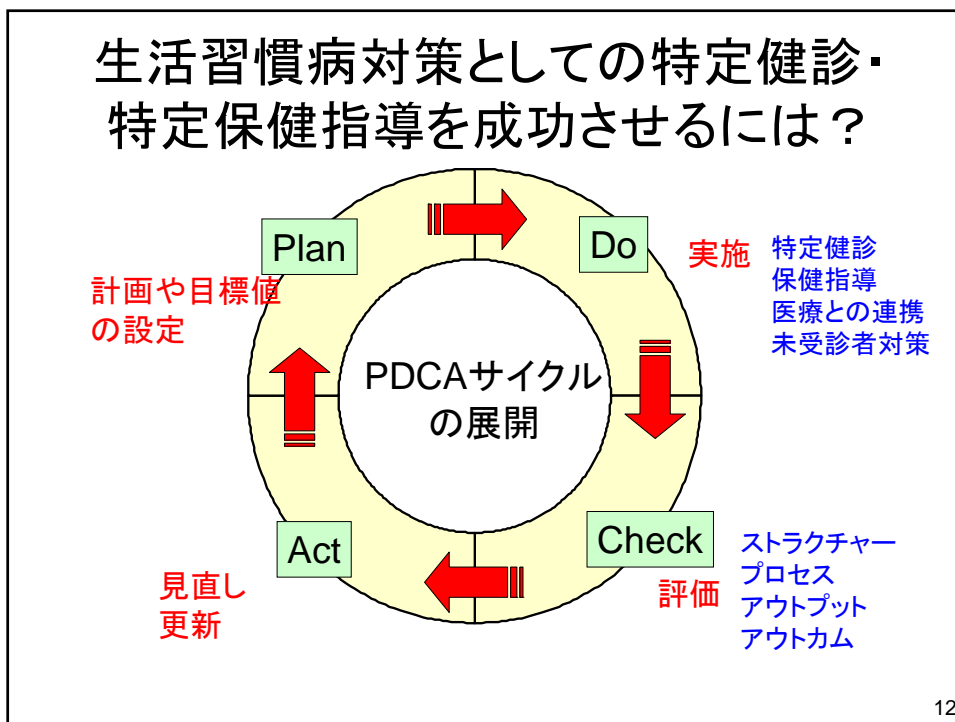 生活習慣病対策としての特定健診・
特定保健指導を成功させるには？
Plan
計画や目標値
の設定
Do
実施
特定健診
保健指導
医療との連携
未受診者対策
PDCAサイクル
の展開
Act
見直し
更新
Check
評価
ストラクチャー
プロセス
アウトプット
アウトカム
12